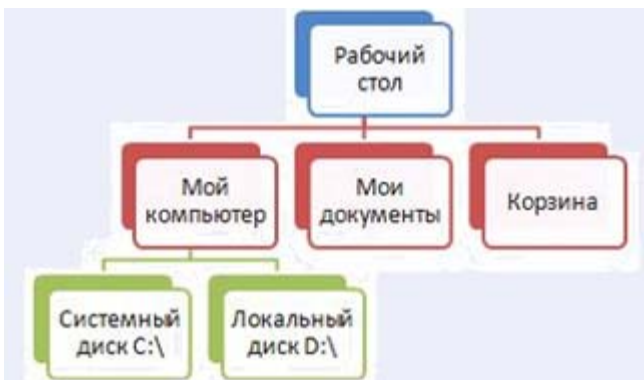 Рабочий
стол
Мой
компьютер
Мои
документы
Корзина
Системный
диск C:\
Локальный
диск D:\